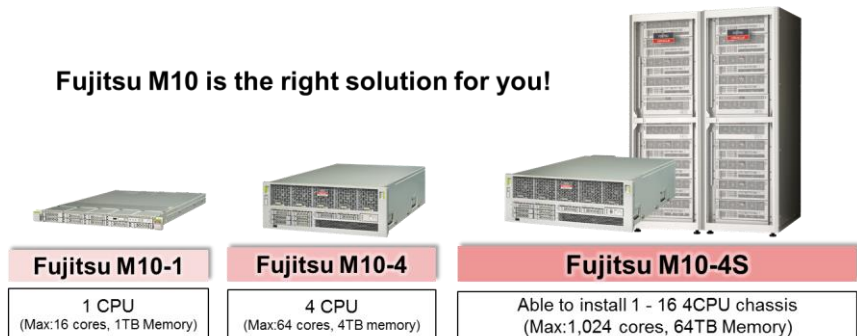 Fujitsu M10 is the right solution for you!
Fujitsu M10-1
Fujitsu M10-4
Fujitsu M10-4S
1 CPU
(Max:16 cores, 1TB Memory)
4 CPU
(Max:64 cores, 4TB memory)
Able to install 1 - 16 4CPU chassis
(Max:1,024 cores, 64TB Memory)